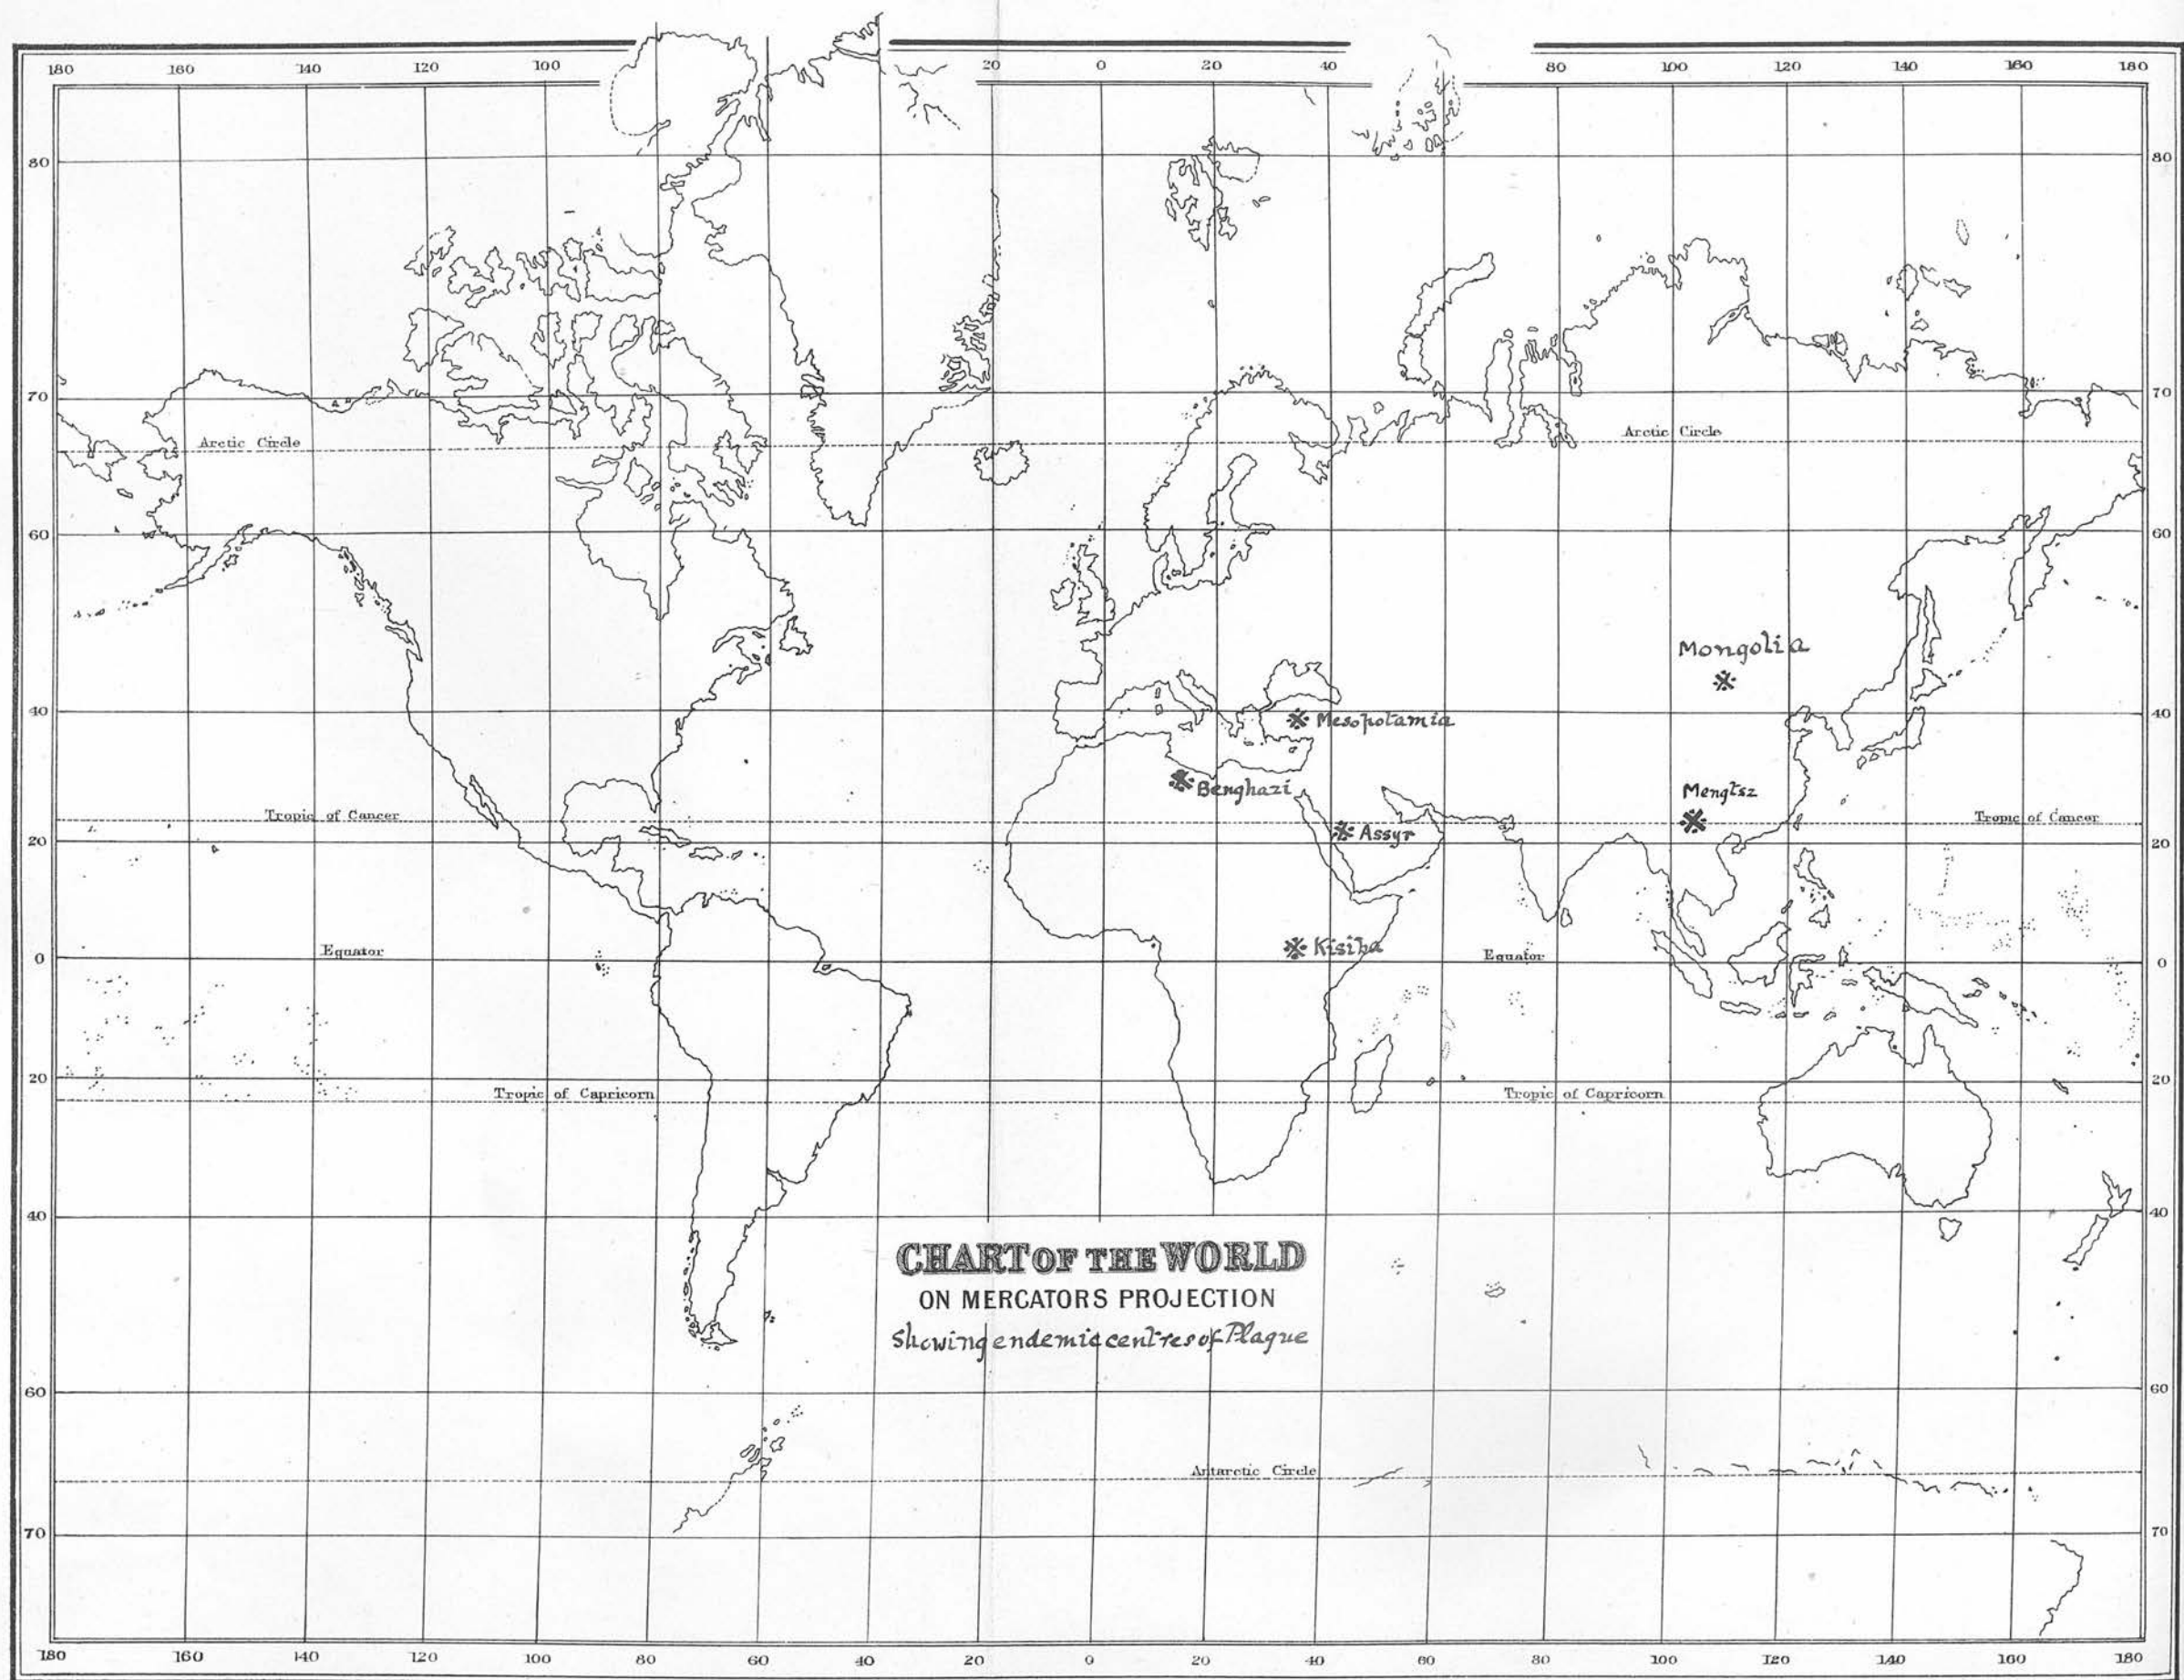 180 160 140 120 100 20 0 20 40 80 100 120 140 160 180
80 80
70 70
Arctic Circle Arctic Circle
60 60
Mongolia
40 40
Mesopotamia
Benghazi Mengtsz
Tropic of Cancer Tropic of Cancer
Assyr
20 20
Kisiba
Equator Equator
0 0
20 20
Tropic of Capricorn Tropic of Capricorn
40 40
CHART OF THE WORLD
ON MERCATORS PROJECTION
Showing endemic centres of Plague
60 60
Antarctic Circle
70 70
180 160 140 120 100 80 60 40 20 0 20 40 60 80 100 120 140 160 180